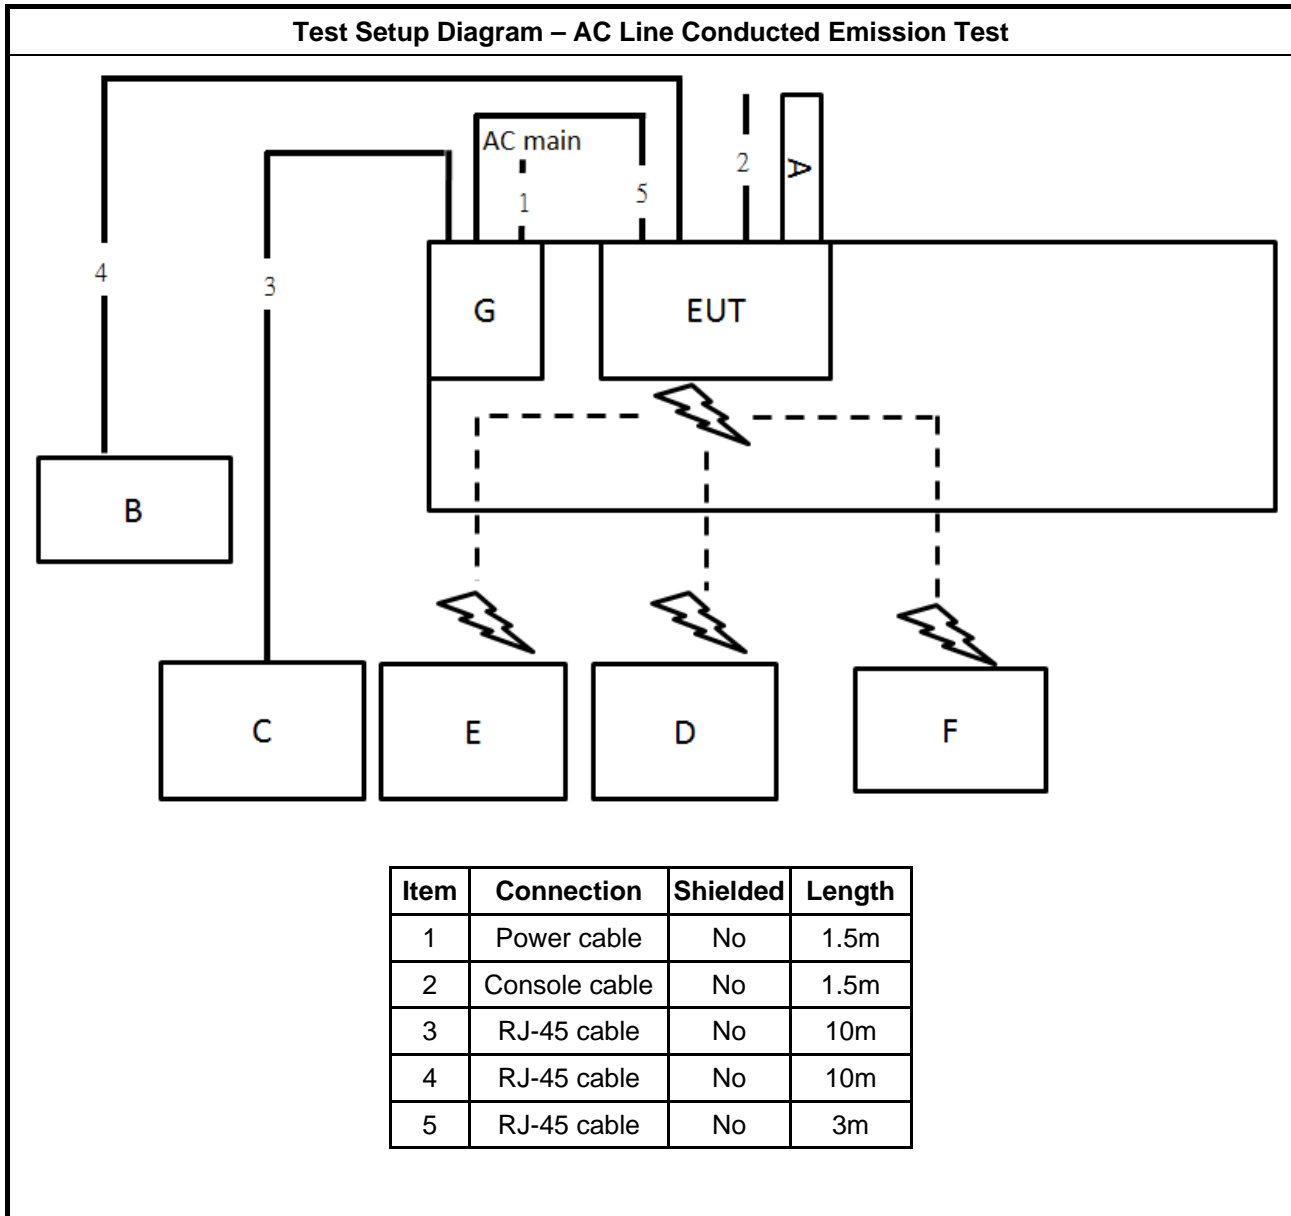 Test Setup Diagram – AC Line Conducted Emission Test
AC main
1
5
2
A
4
3
G
EUT
B
C
E
D
F
Item Connection Shielded Length
1 Power cable No 1.5m
2 Console cable No 1.5m
3 RJ-45 cable No 10m
4 RJ-45 cable No 10m
5 RJ-45 cable No 3m